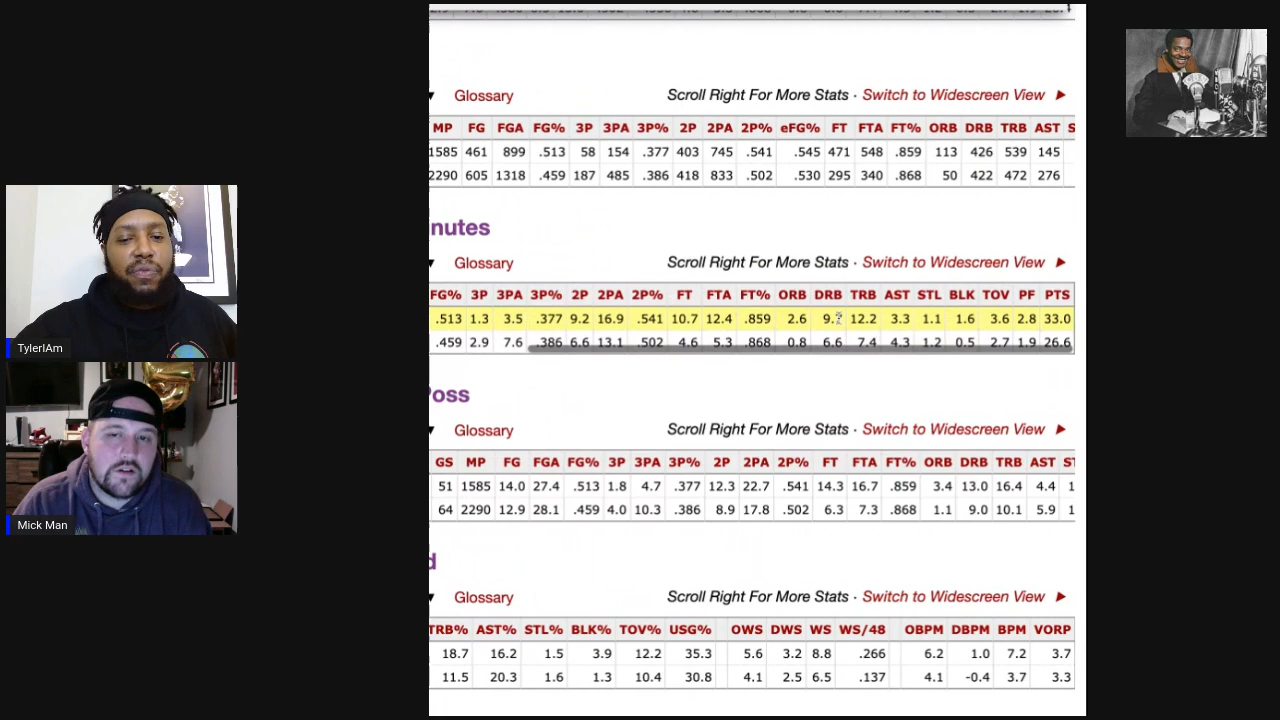 Glossary Scroll Right For More Stats · Switch to Widescreen View ►
MP FG FGA FG% 3P 3PA 3P% 2P 2PA 2P% eFG% FT FTA FT% ORB DRB TRB AST S
1585 461 899 .513 58 154 .377 403 745 .541 .545 471 548 .859 113 426 539 145
2290 605 1318 .459 187 485 .386 418 833 .502 .530 295 340 .868 50 422 472 276
nutes
Glossary Scroll Right For More Stats · Switch to Widescreen View ►
FG% 3P 3PA 3P% 2P 2PA 2P% FT FTA FT% ORB DRB TRB AST STL BLK TOV PF PTS
.513 1.3 3.5 .377 9.2 16.9 .541 10.7 12.4 .859 2.6 9. 12.2 3.3 1.1 1.6 3.6 2.8 33.0
.459 2.9 7.6 .386 6.6 13.1 .502 4.6 5.3 .868 0.8 6.6 7.4 4.3 1.2 0.5 2.7 1.9 26.6
TylerIAm
Poss
Glossary Scroll Right For More Stats · Switch to Widescreen View ►
GS MP FG FGA FG% 3P 3PA 3P% 2P 2PA 2P% FT FTA FT% ORB DRB TRB AST ST
51 1585 14.0 27.4 .513 1.8 4.7 .377 12.3 22.7 .541 14.3 16.7 .859 3.4 13.0 16.4 4.4 1
64 2290 12.9 28.1 .459 4.0 10.3 .386 8.9 17.8 .502 6.3 7.3 .868 1.1 9.0 10.1 5.9 1
Mick Man
d
Glossary Scroll Right For More Stats · Switch to Widescreen View ►
TRB% AST% STL% BLK% TOV% USG% OWS DWS WS WS/48 OBPM DBPM BPM VORP
18.7 16.2 1.5 3.9 12.2 35.3 5.6 3.2 8.8 .266 6.2 1.0 7.2 3.7
11.5 20.3 1.6 1.3 10.4 30.8 4.1 2.5 6.5 .137 4.1 -0.4 3.7 3.3